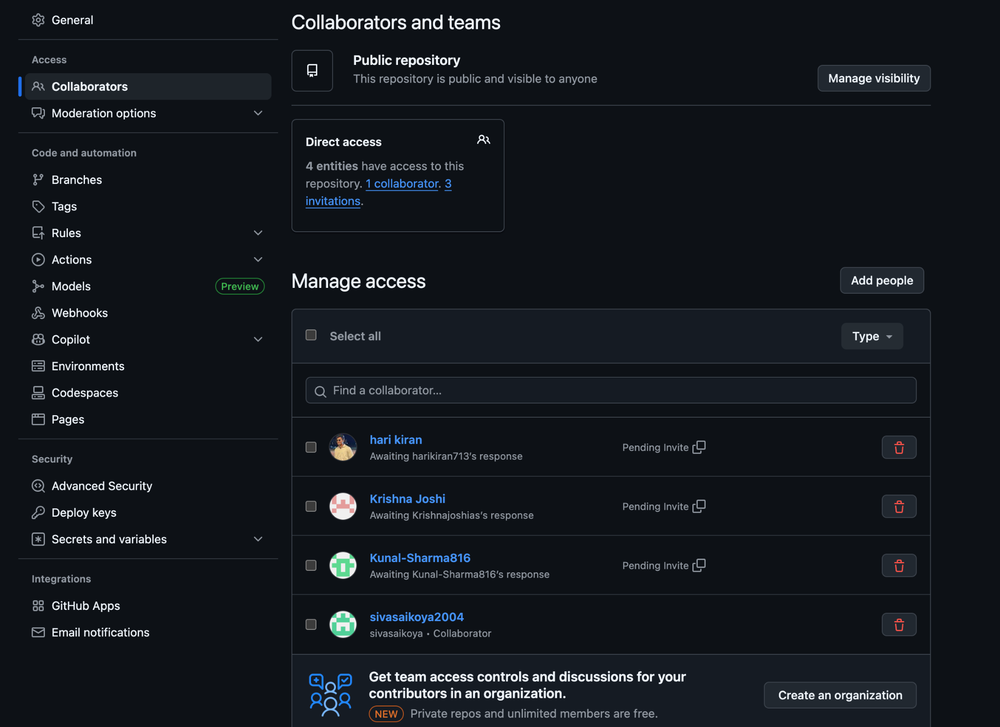 General
Access
Collaborators
Moderation options
Code and automation
Branches
Tags
Rules
Actions
Models
Preview
Webhooks
Copilot
Environments
Codespaces
Pages
Security
Advanced Security
Deploy keys
Secrets and variables
Integrations
GitHub Apps
Email notifications
Collaborators and teams
Public repository
This repository is public and visible to anyone
Manage visibility
Direct access
4 entities have access to this
repository. 1 collaborator. 3
invitations.
Manage access
Add people
Select all
Type
Find a collaborator...
hari kiran
Awaiting harikiran713's response
Pending Invite
Krishna Joshi
Awaiting Krishnajoshias's response
Pending Invite
Kunal-Sharma816
Awaiting Kunal-Sharma816's response
Pending Invite
sivasaikoya2004
sivasaikoya • Collaborator
Get team access controls and discussions for your
contributors in an organization.
NEW Private repos and unlimited members are free.
Create an organization